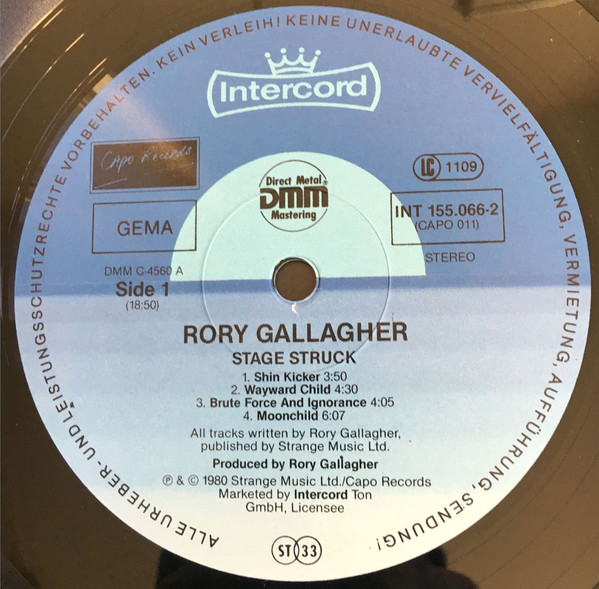 ALLE URHEBER- UND LEISTUNGSSCHUTZRECHTE VORBEHALTEN. KEIN VERLEIH! KEINE UNERLAUBTE VERVIELFÄLTIGUNG, VERMIETUNG, AUFFÜHRUNG, SENDUNG!
Intercord
Capo Records
LC 1109
Direct Metal
DMM
Mastering
GEMA
INT 155.066-2
(CAPO 011)
DMM C-4560 A
STEREO
Side 1
(18:50)
RORY GALLAGHER
STAGE STRUCK
1. Shin Kicker 3:50
2. Wayward Child 4:30
3. Brute Force And Ignorance 4:05
4. Moonchild 6:07
All tracks written by Rory Gallagher,
published by Strange Music Ltd.
Produced by Rory Gallagher
℗ & © 1980 Strange Music Ltd./Capo Records
Marketed by Intercord Ton
GmbH, Licensee
ST 33